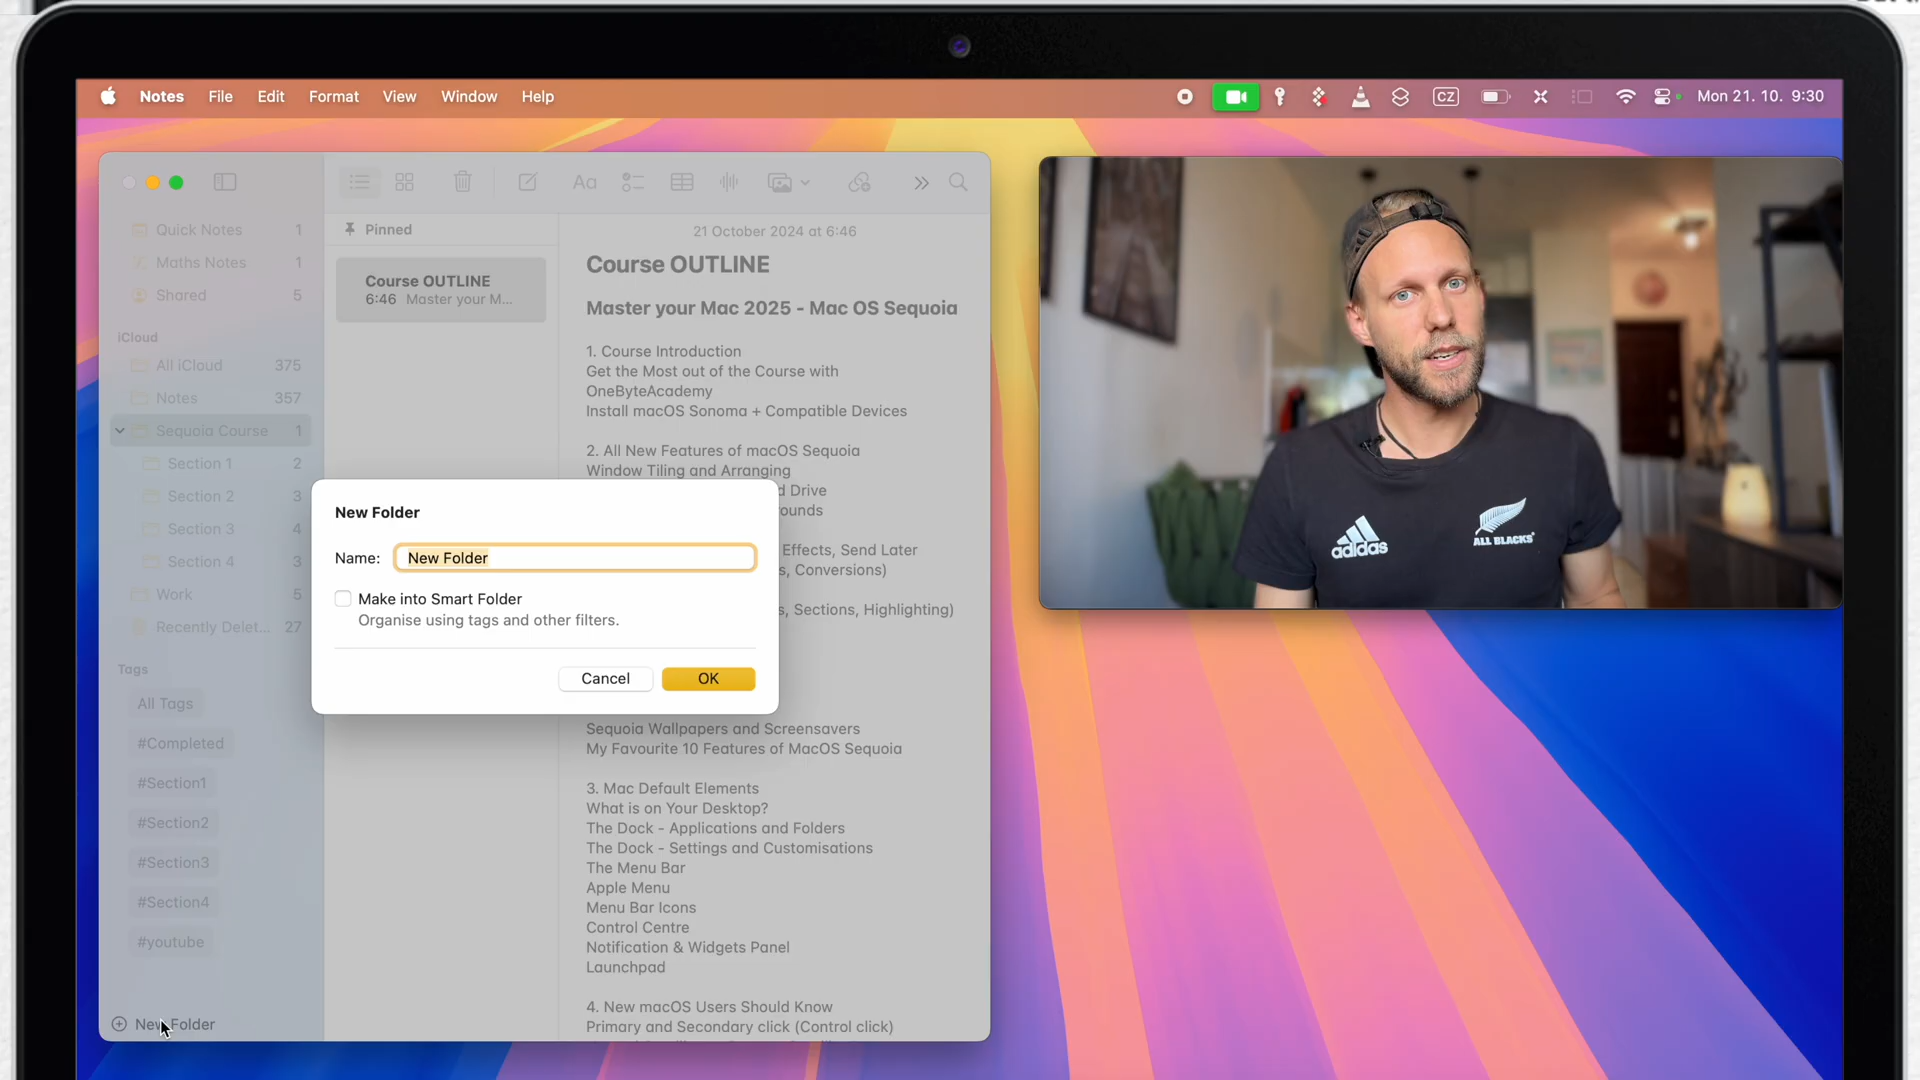 Notes File Edit Format View Window Help
CZ
Mon 21. 10. 9:30
Quick Notes 1
Maths Notes 1
Shared 5
iCloud
All iCloud 375
Notes 357
Sequoia Course 1
Section 1 2
Section 2 3
Section 3 4
Section 4 3
Work 5
Recently Delet... 27
Tags
All Tags
#Completed
#Section1
#Section2
#Section3
#Section4
#youtube
New Folder
Aa
Pinned
Course OUTLINE
6:46 Master your M...
21 October 2024 at 6:46
Course OUTLINE
Master your Mac 2025 - Mac OS Sequoia
1. Course Introduction
Get the Most out of the Course with
OneByteAcademy
Install macOS Sonoma + Compatible Devices
2. All New Features of macOS Sequoia
Window Tiling and Arranging
d Drive
ounds
Effects, Send Later
s, Conversions)
s, Sections, Highlighting)
Sequoia Wallpapers and Screensavers
My Favourite 10 Features of MacOS Sequoia
3. Mac Default Elements
What is on Your Desktop?
The Dock - Applications and Folders
The Dock - Settings and Customisations
The Menu Bar
Apple Menu
Menu Bar Icons
Control Centre
Notification & Widgets Panel
Launchpad
4. New macOS Users Should Know
Primary and Secondary click (Control click)
New Folder
Name: New Folder
Make into Smart Folder
Organise using tags and other filters.
Cancel OK
adidas
ALL BLACKS